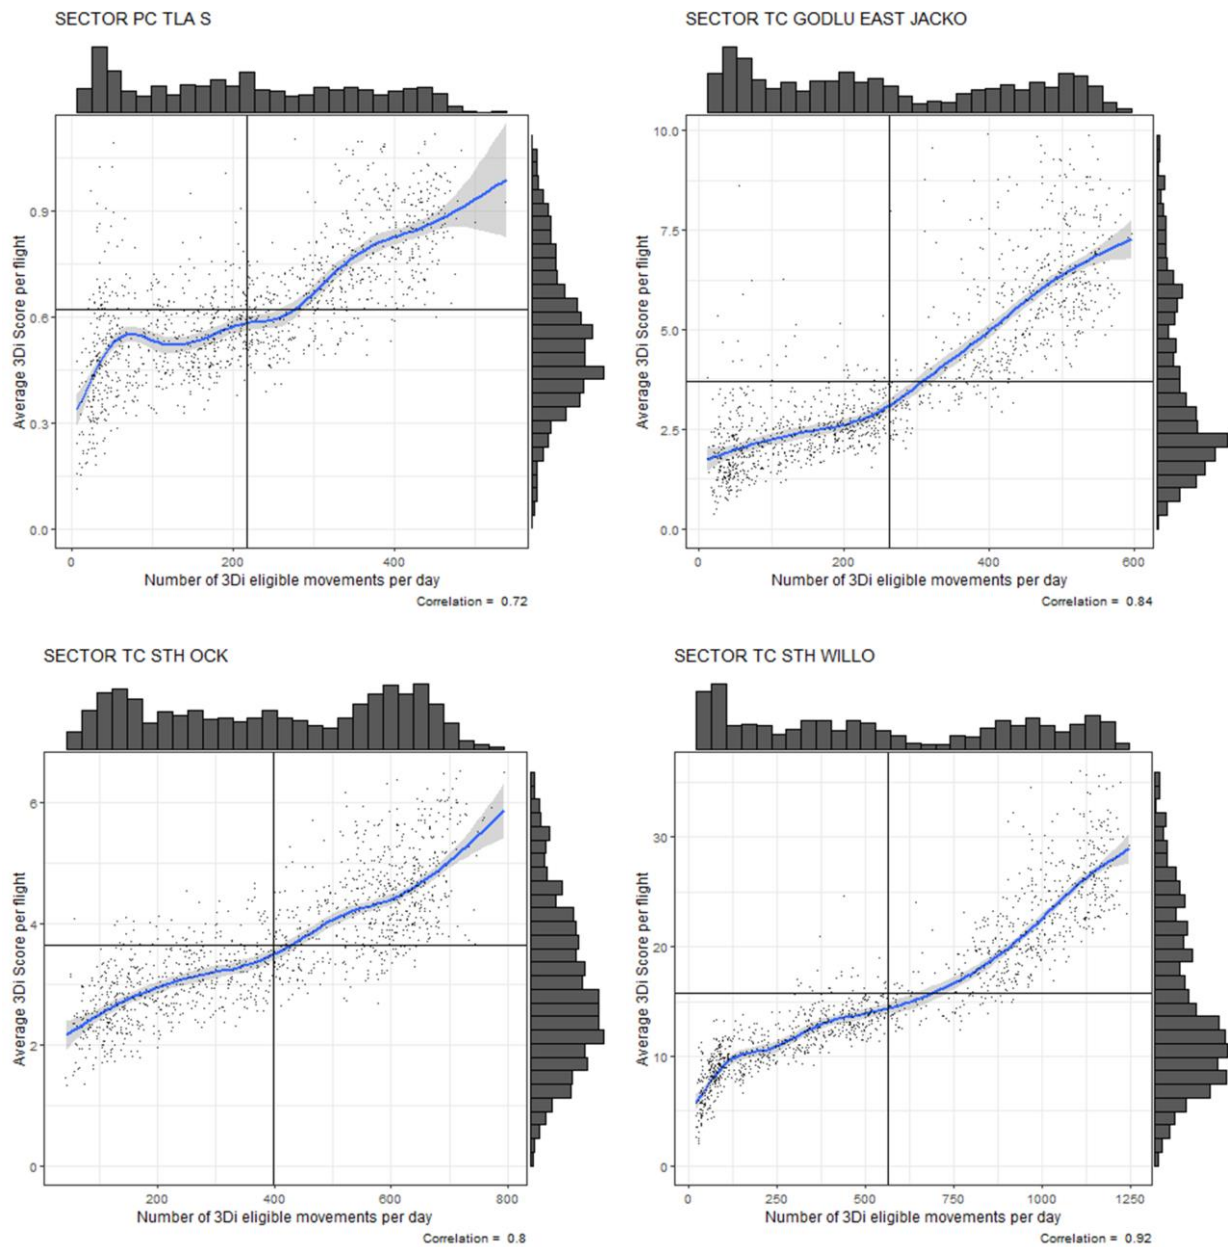 SECTOR PC TLA S
Average 3Di Score per flight
0.9
0.6
0.3
0.0
0
200
400
Number of 3Di eligible movements per day
Correlation = 0.72
SECTOR TC GODLU EAST JACKO
Average 3Di Score per flight
10.0
7.5
5.0
2.5
0.0
0
200
400
600
Number of 3Di eligible movements per day
Correlation = 0.84
SECTOR TC STH OCK
Average 3Di Score per flight
6
4
2
0
200
400
600
800
Number of 3Di eligible movements per day
Correlation = 0.8
SECTOR TC STH WILLO
Average 3Di Score per flight
30
20
10
0
0
250
500
750
1000
1250
Number of 3Di eligible movements per day
Correlation = 0.92